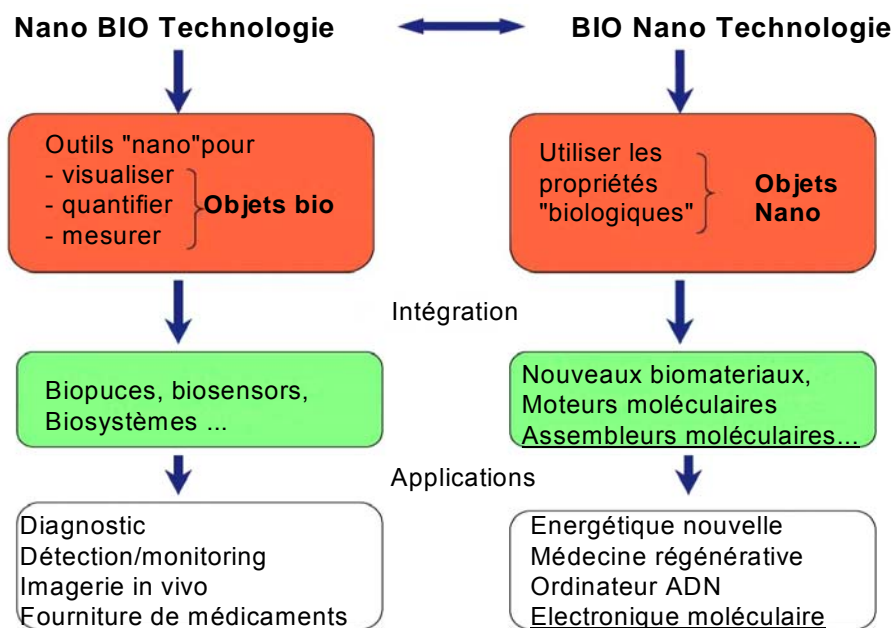 Nano BIO Technologie
BIO Nano Technologie
Outils "nano"pour
- visualiser
- quantifier
- mesurer
Objets bio
Utiliser les
propriétés
"biologiques"
Objets
Nano
Intégration
Biopuces, biosensors,
Biosystèmes ...
Nouveaux biomateriaux,
Moteurs moléculaires
Assembleurs moléculaires...
Applications
Diagnostic
Détection/monitoring
Imagerie in vivo
Fourniture de médicaments
Energétique nouvelle
Médecine régénérative
Ordinateur ADN
Electronique moléculaire